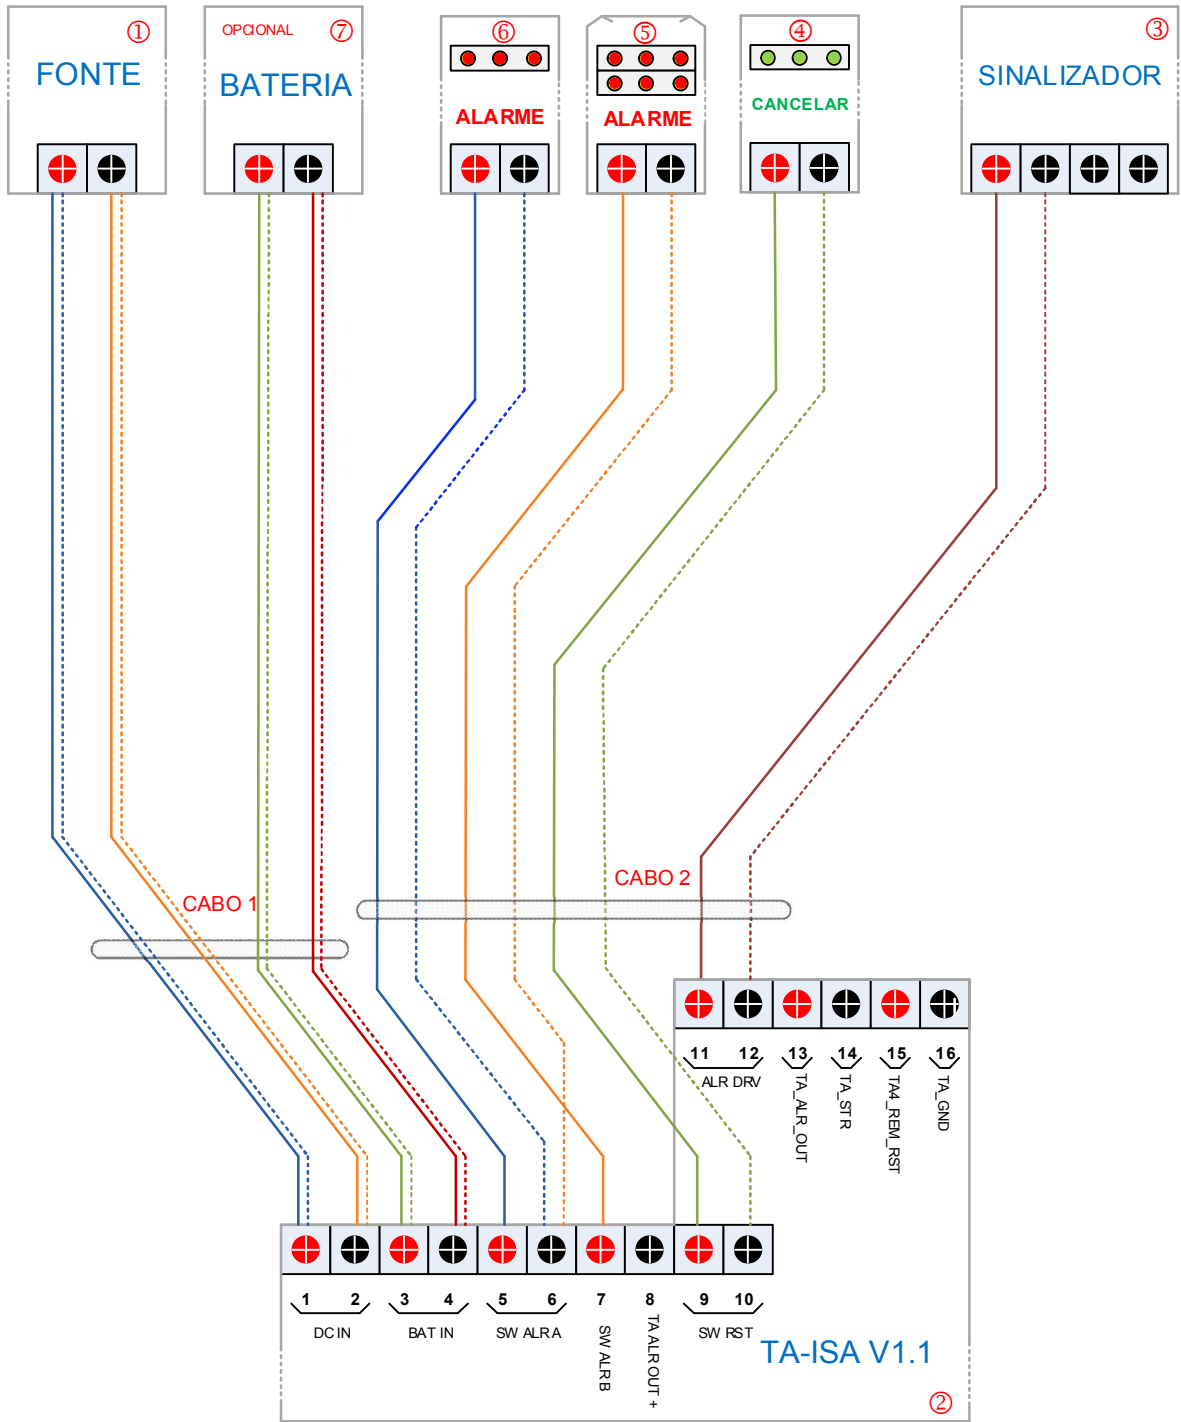 ①
FONTE
OPCIONAL ⑦
BATERIA
⑥
ALARME
⑤
ALARME
④
CANCELAR
③
SINALIZADOR
CABO 1
CABO 2
11 12 13 14 15 16
ALR DRV
TA_ALR_OUT
TA_STR
TA4_REM_RST
TA_GND
1 2 3 4 5 6 7 8 9 10
DC IN
BAT IN
SW ALR A
SW ALR B
TA ALR OUT +
SW RST
TA-ISA V1.1
②